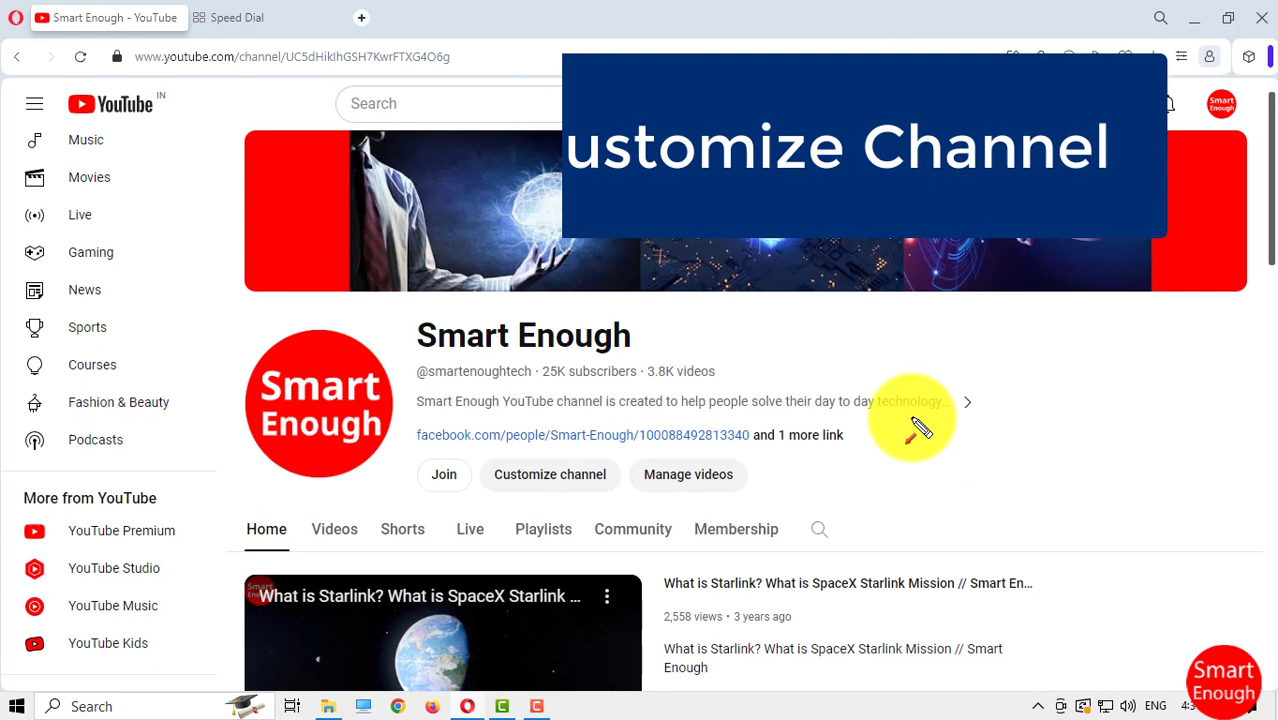 Smart Enough - YouTube
Speed Dial
www.youtube.com/channel/UC5dHikIhGSH7KwrFTXG4O6g
YouTube IN
Search
Smart
Enough
ustomize Channel
Music
Movies
Live
Gaming
News
Sports
Courses
Fashion & Beauty
Podcasts
More from YouTube
YouTube Premium
YouTube Studio
YouTube Music
YouTube Kids
Smart
Enough
Smart Enough
@smartenoughtech · 25K subscribers · 3.8K videos
Smart Enough YouTube channel is created to help people solve their day to day technology...
facebook.com/people/Smart-Enough/100088492813340 and 1 more link
Join
Customize channel
Manage videos
Home
Videos
Shorts
Live
Playlists
Community
Membership
What is Starlink? What is SpaceX Starlink ...
What is Starlink? What is SpaceX Starlink Mission // Smart En...
2,558 views • 3 years ago
What is Starlink? What is SpaceX Starlink Mission // Smart
Enough
Smart
Enough
Search
ENG